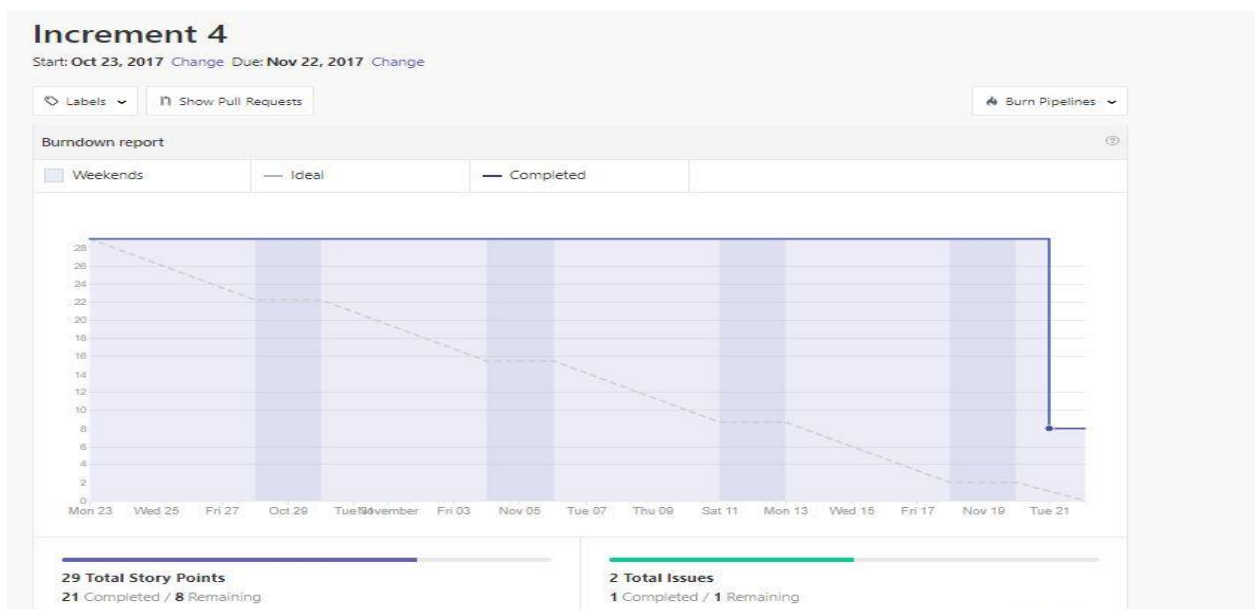 Increment 4
Start: Oct 23, 2017 Change Due: Nov 22, 2017 Change
Labels Show Pull Requests Burn Pipelines
Burndown report
Weekends Ideal Completed
28
26
24
22
20
18
16
14
12
10
8
6
4
2
0
Mon 23 Wed 25 Fri 27 Oct 29 Tue November Fri 03 Nov 05 Tue 07 Thu 09 Sat 11 Mon 13 Wed 15 Fri 17 Nov 19 Tue 21
29 Total Story Points 2 Total Issues
21 Completed / 8 Remaining 1 Completed / 1 Remaining